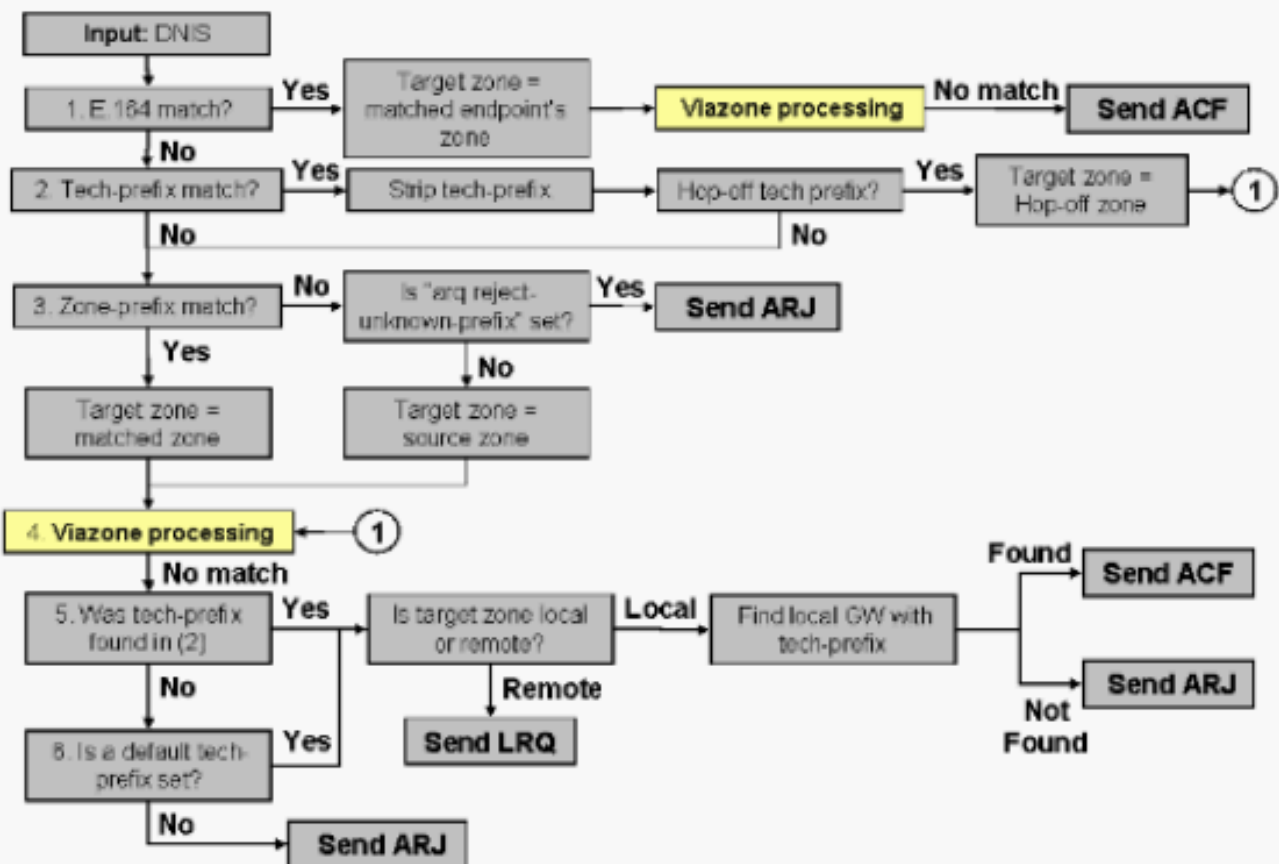 Input: DNIS
1. E.164 match?
Yes
Target zone =
matched endpoint's
zone
Viazone processing
No match
Send ACF
No
2. Tech-prefix match?
Yes
Strip tech-prefix
Hop-off tech prefix?
Yes
Target zone =
Hop-off zone
1
No
No
3. Zone-prefix match?
No
Is "arq reject-
unknown-prefix" set?
Yes
Send ARJ
Yes
No
Target zone =
matched zone
Target zone =
source zone
4. Viazone processing
1
No match
5. Was tech-prefix
found in (2]
Yes
Is target zone local
or remote?
Local
Find local GW with
tech-prefix
Found
Send ACF
No
Remote
Send LRQ
Not
Found
Send ARJ
6. Is a default tech-
prefix set?
Yes
No
Send ARJ